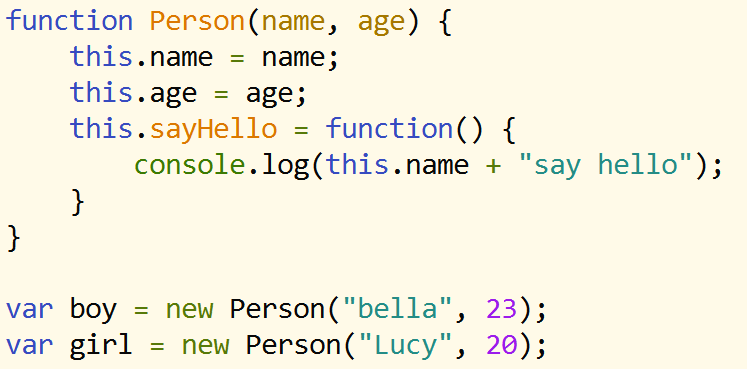 function Person(name, age) {
    this.name = name;
    this.age = age;
    this.sayHello = function() {
        console.log(this.name + "say hello");
    }
}

var boy = new Person("bella", 23);
var girl = new Person("Lucy", 20);